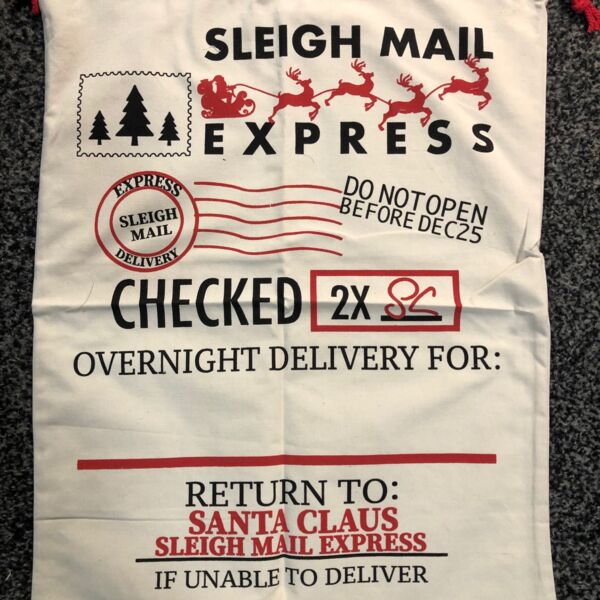 SLEIGH MAIL
EXPRESS
EXPRESS
SLEIGH
MAIL
DELIVERY
DO NOT OPEN
BEFORE DEC25
CHECKED 2X SC
OVERNIGHT DELIVERY FOR:
RETURN TO:
SANTA CLAUS
SLEIGH MAIL EXPRESS
IF UNABLE TO DELIVER